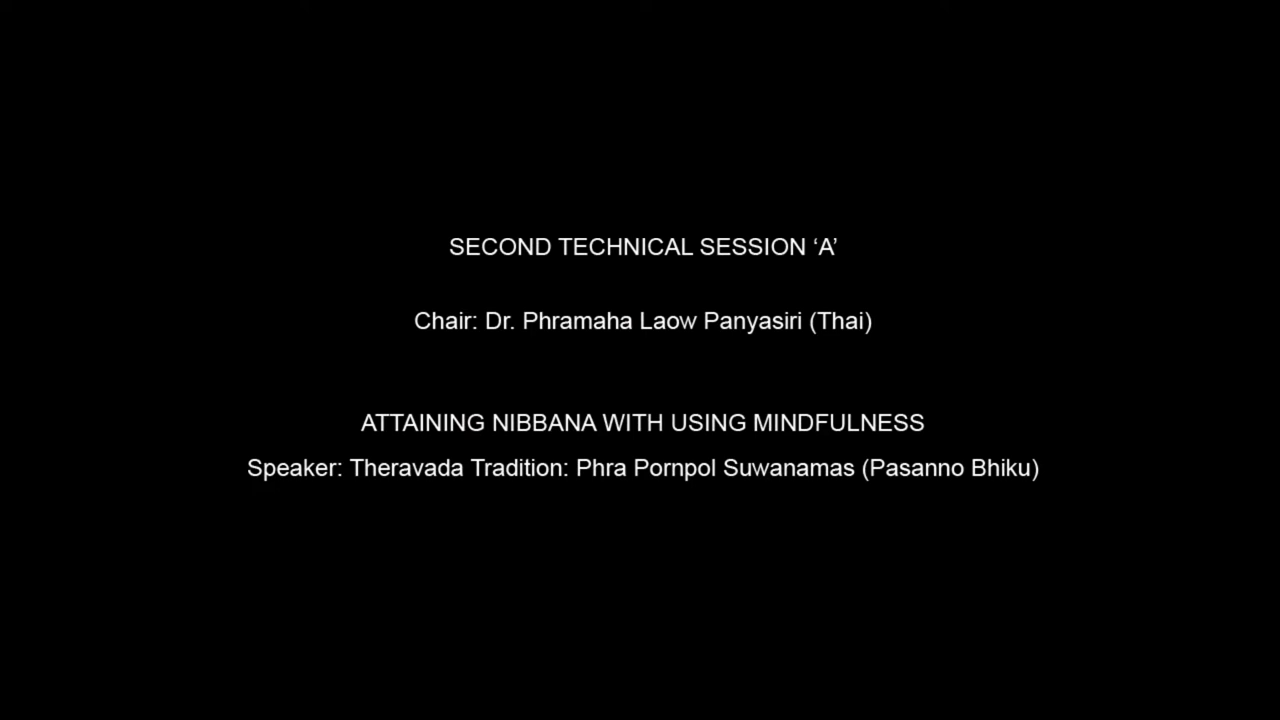 SECOND TECHNICAL SESSION ‘A’
Chair: Dr. Phramaha Laow Panyasiri (Thai)
ATTAINING NIBBANA WITH USING MINDFULNESS
Speaker: Theravada Tradition: Phra Pornpol Suwanamas (Pasanno Bhiku)